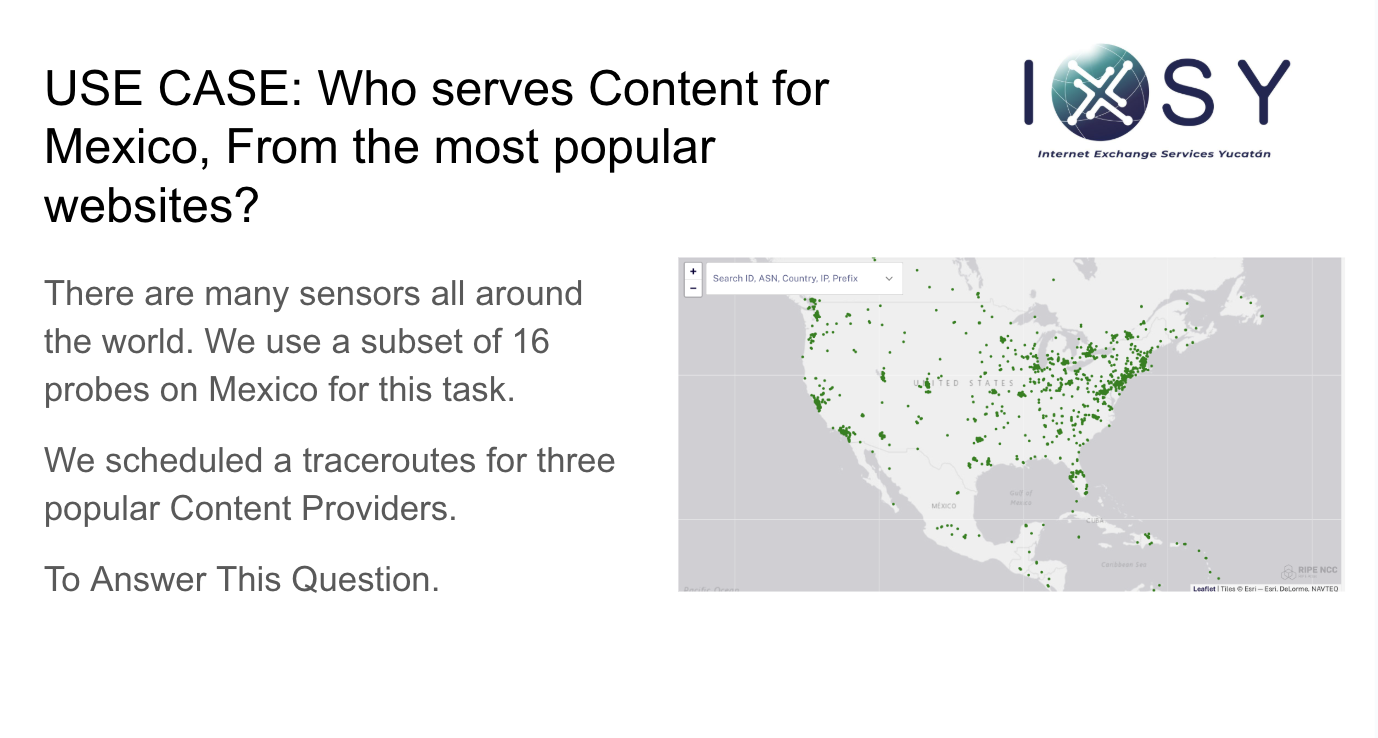 USE CASE: Who serves Content for
Mexico, From the most popular
websites?
I X S Y
Internet Exchange Services Yucatán
There are many sensors all around
the world. We use a subset of 16
probes on Mexico for this task.
We scheduled a traceroutes for three
popular Content Providers.
To Answer This Question.
+
−
Search ID, ASN, Country, IP, Prefix
UNITED STATES
MÉXICO
Gulf of
Mexico
CUBA
Caribbean Sea
Pacific Ocean
RIPE NCC
Leaflet | Tiles © Esri — Esri, DeLorme, NAVTEQ